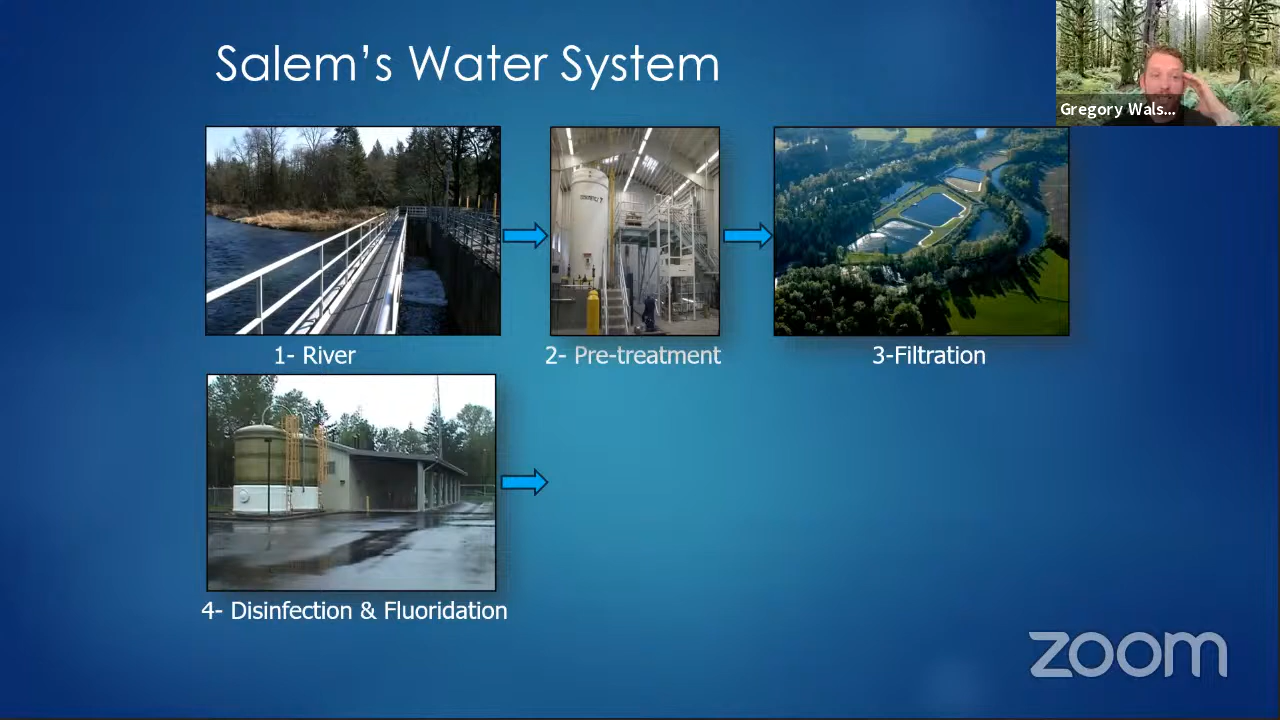 Salem's Water System
Gregory Wals...
1- River
2- Pre-treatment
3-Filtration
4- Disinfection & Fluoridation
zoom